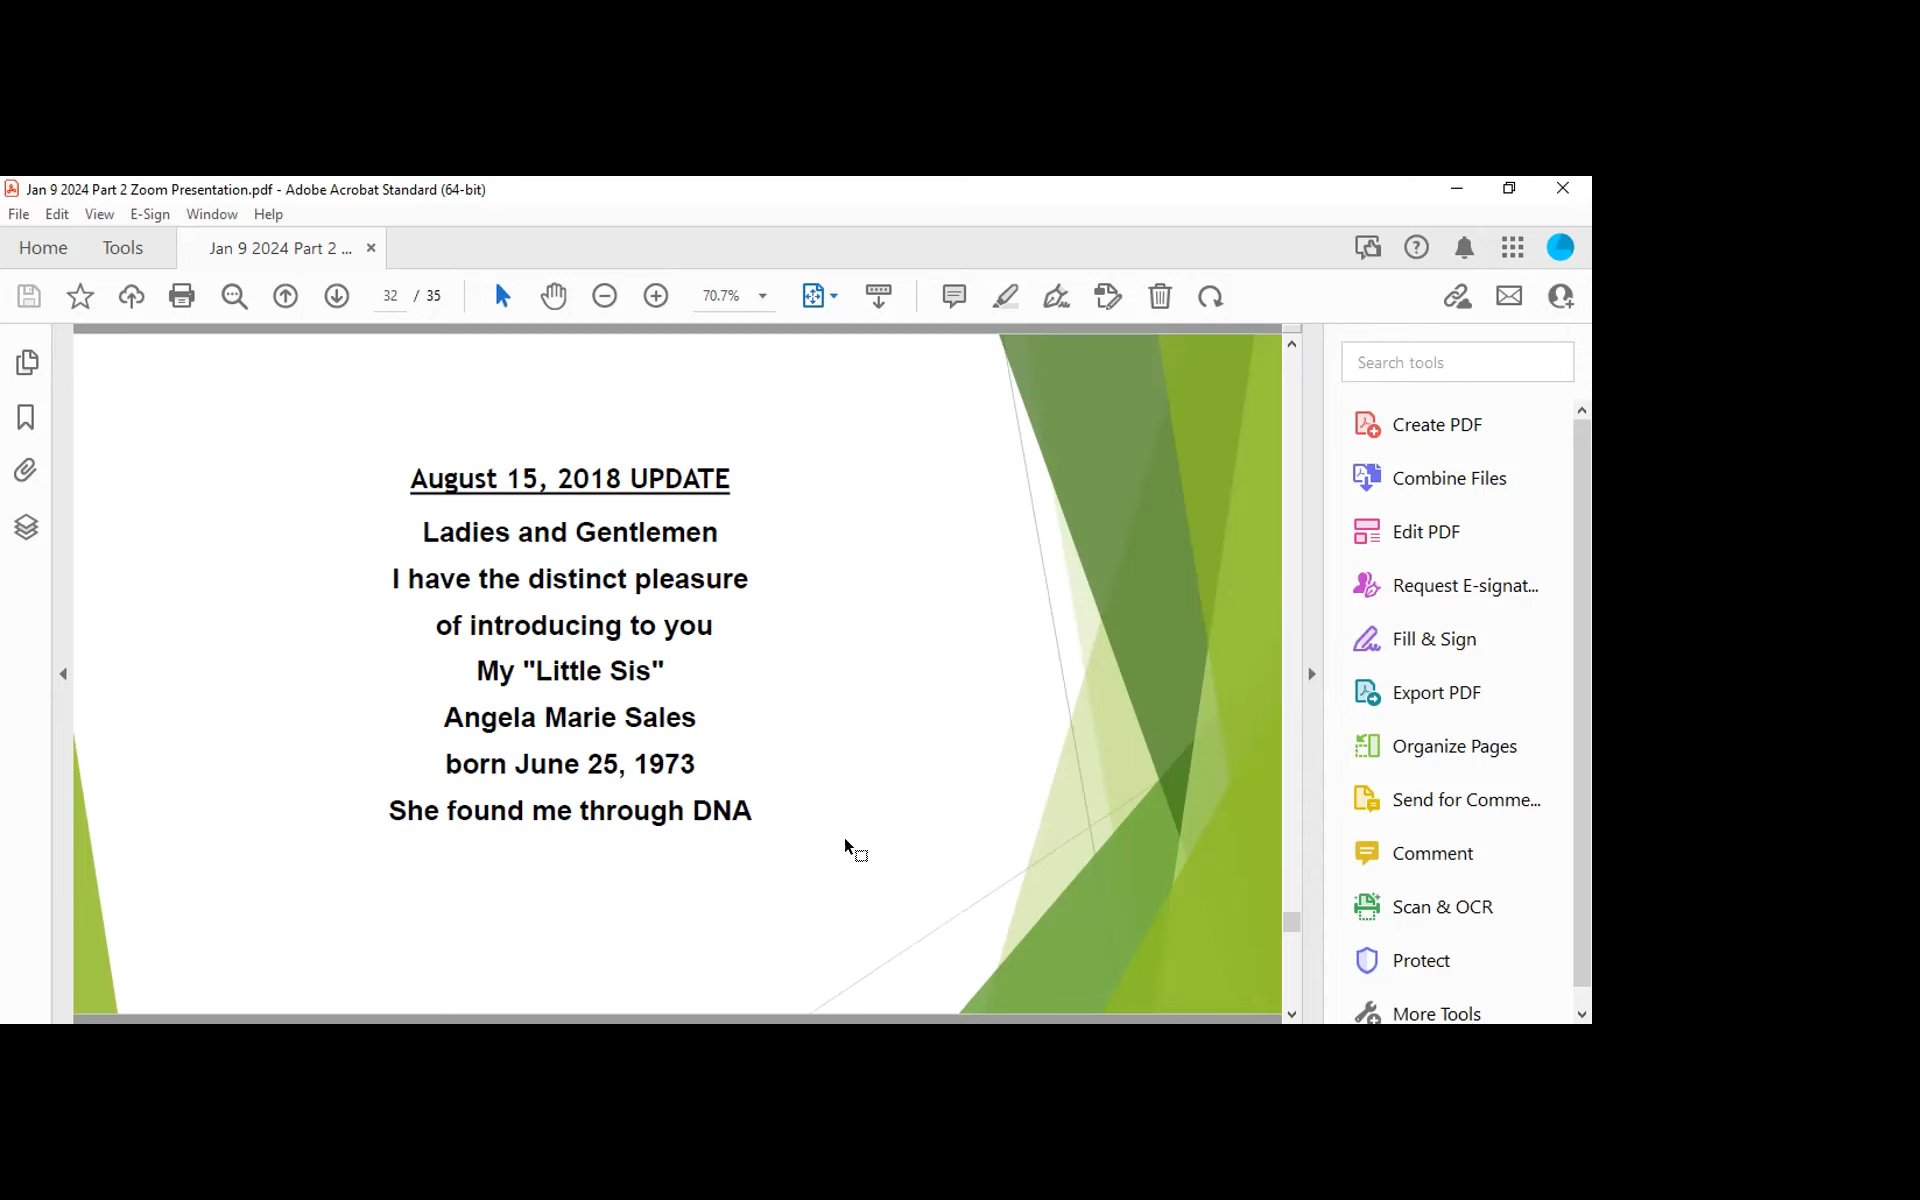 Jan 9 2024 Part 2 Zoom Presentation.pdf - Adobe Acrobat Standard (64-bit)
File Edit View E-Sign Window Help
Home Tools Jan 9 2024 Part 2 ...
32 / 35 70.7%
Search tools
Create PDF
Combine Files
Edit PDF
Request E-signat...
Fill & Sign
Export PDF
Organize Pages
Send for Comme...
Comment
Scan & OCR
Protect
More Tools
August 15, 2018 UPDATE
Ladies and Gentlemen
I have the distinct pleasure
of introducing to you
My "Little Sis"
Angela Marie Sales
born June 25, 1973
She found me through DNA